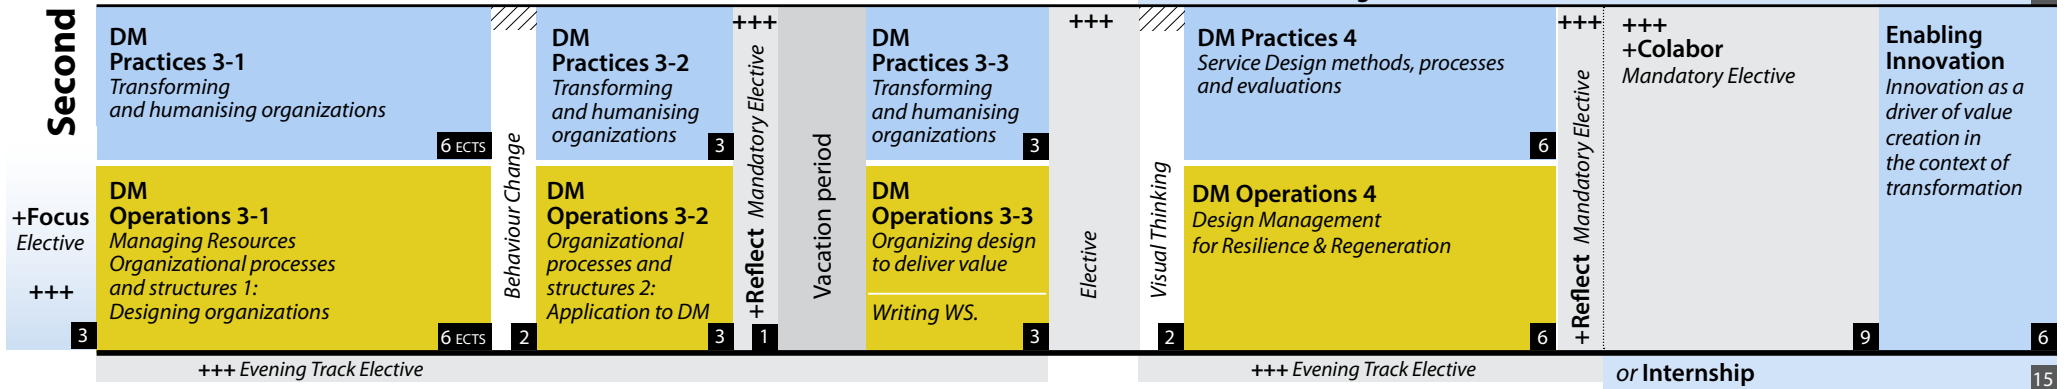 Second
+Focus
Elective
+++
3
DM
Practices 3-1
Transforming
and humanising organizations
6 ECTS
DM
Operations 3-1
Managing Resources
Organizational processes
and structures 1:
Designing organizations
6 ECTS
Behaviour Change
2
DM
Practices 3-2
Transforming
and humanising
organizations
3
DM
Operations 3-2
Organizational
processes and
structures 2:
Application to DM
3
+++
+Reflect Mandatory Elective
1
Vacation period
DM
Practices 3-3
Transforming
and humanising
organizations
3
DM
Operations 3-3
Organizing design
to deliver value
Writing WS.
3
+++
Elective
Visual Thinking
2
DM Practices 4
Service Design methods, processes
and evaluations
6
DM Operations 4
Design Management
for Resilience & Regeneration
6
+++
+Reflect Mandatory Elective
+++
+Colabor
Mandatory Elective
9
Enabling
Innovation
Innovation as a
driver of value
creation in
the context of
transformation
6
+++ Evening Track Elective
+++ Evening Track Elective
or Internship
15